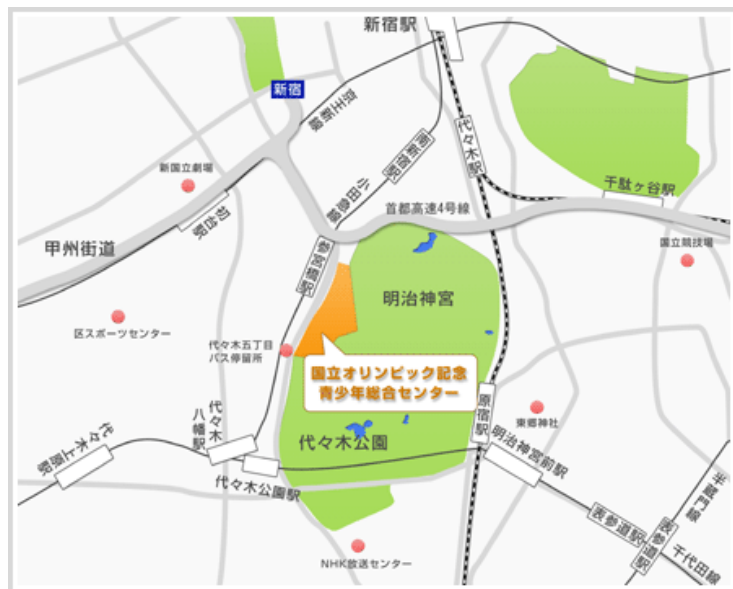 新宿駅
新宿
京王新線
南新宿駅
代々木駅
新国立劇場
小田急線
千駄ヶ谷駅
初台駅
首都高速4号線
甲州街道
参宮橋駅
国立競技場
明治神宮
区スポーツセンター
代々木五丁目
バス停留所
国立オリンピック記念
青少年総合センター
原宿駅
東郷神社
代々木
八幡駅
代々木上原駅
代々木公園
明治神宮前駅
代々木公園駅
半蔵門線
表参道駅
表参道駅
千代田線
NHK放送センター